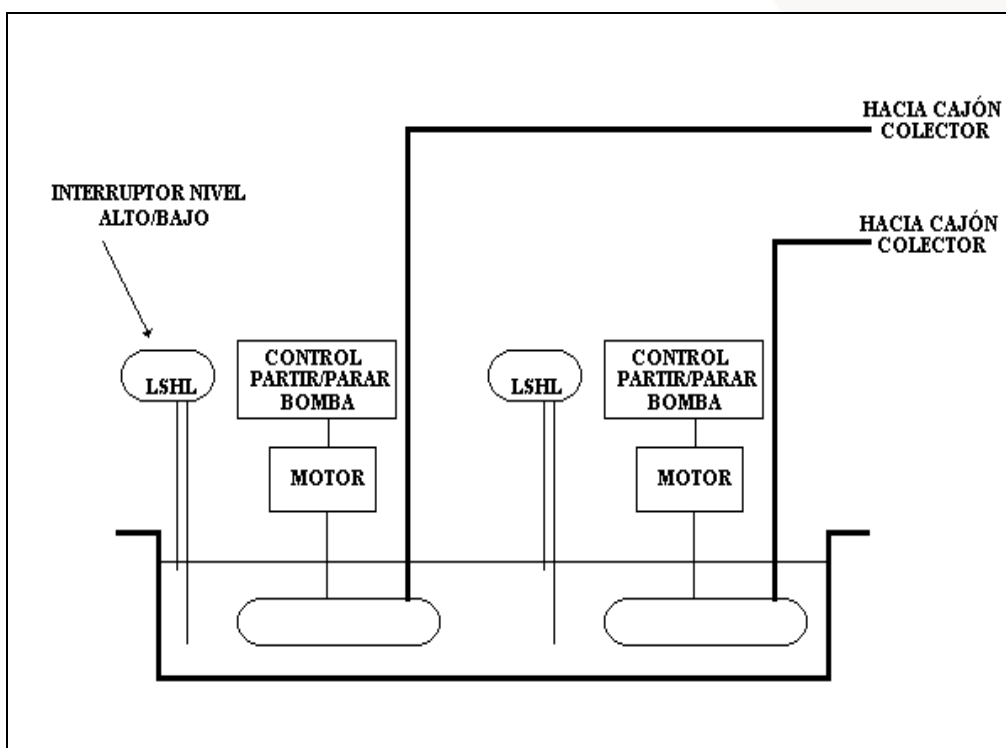 HACIA CAJÓN
COLECTOR
INTERRUPTOR NIVEL
ALTO/BAJO
HACIA CAJÓN
COLECTOR
LSHL
CONTROL
PARTIR/PARAR
BOMBA
LSHL
CONTROL
PARTIR/PARAR
BOMBA
MOTOR
MOTOR